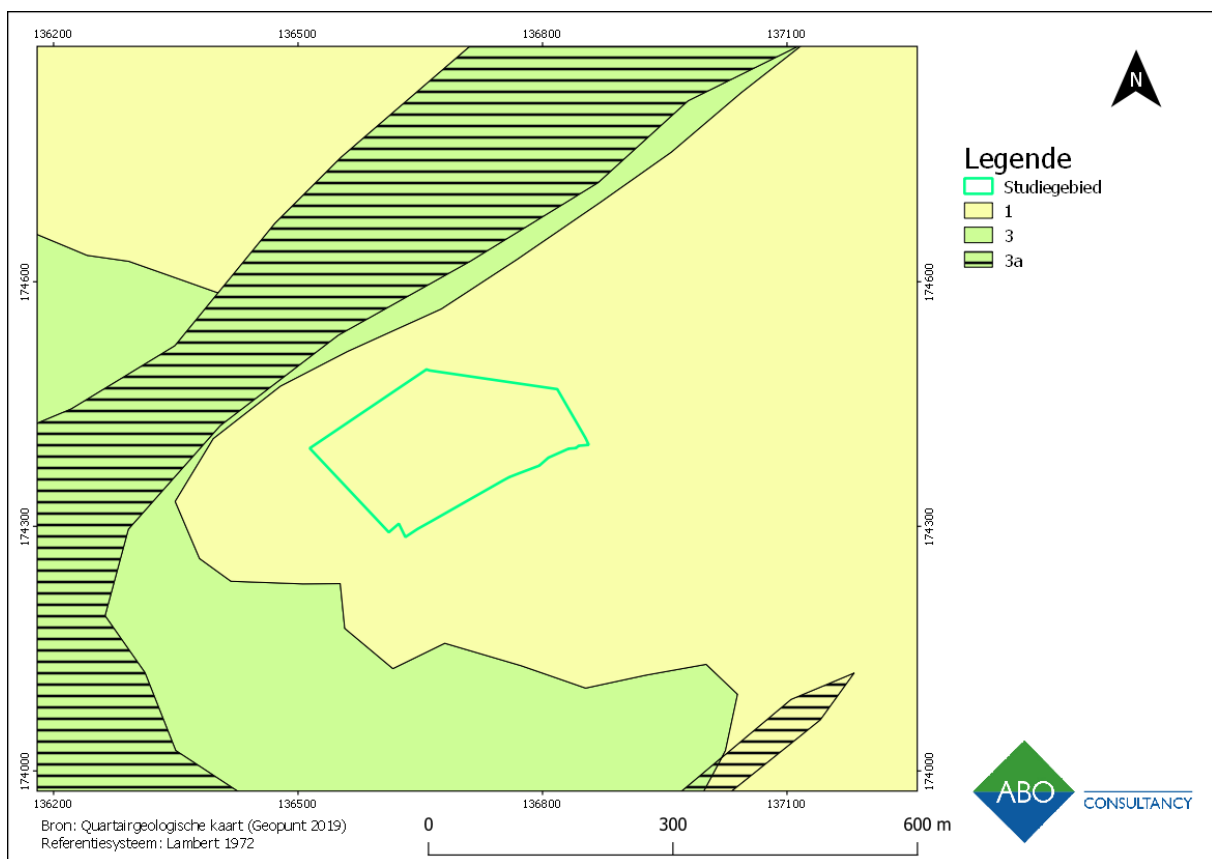 136200 136500 136800 137100
N
Legende
Studiegebied
1
3
3a
174600 174600
174300 174300
174000 174000
136200 136500 136800 137100
Bron: Quartairgeologische kaart (Geopunt 2019)
Referentiesysteem: Lambert 1972
0 300 600 m
ABO CONSULTANCY